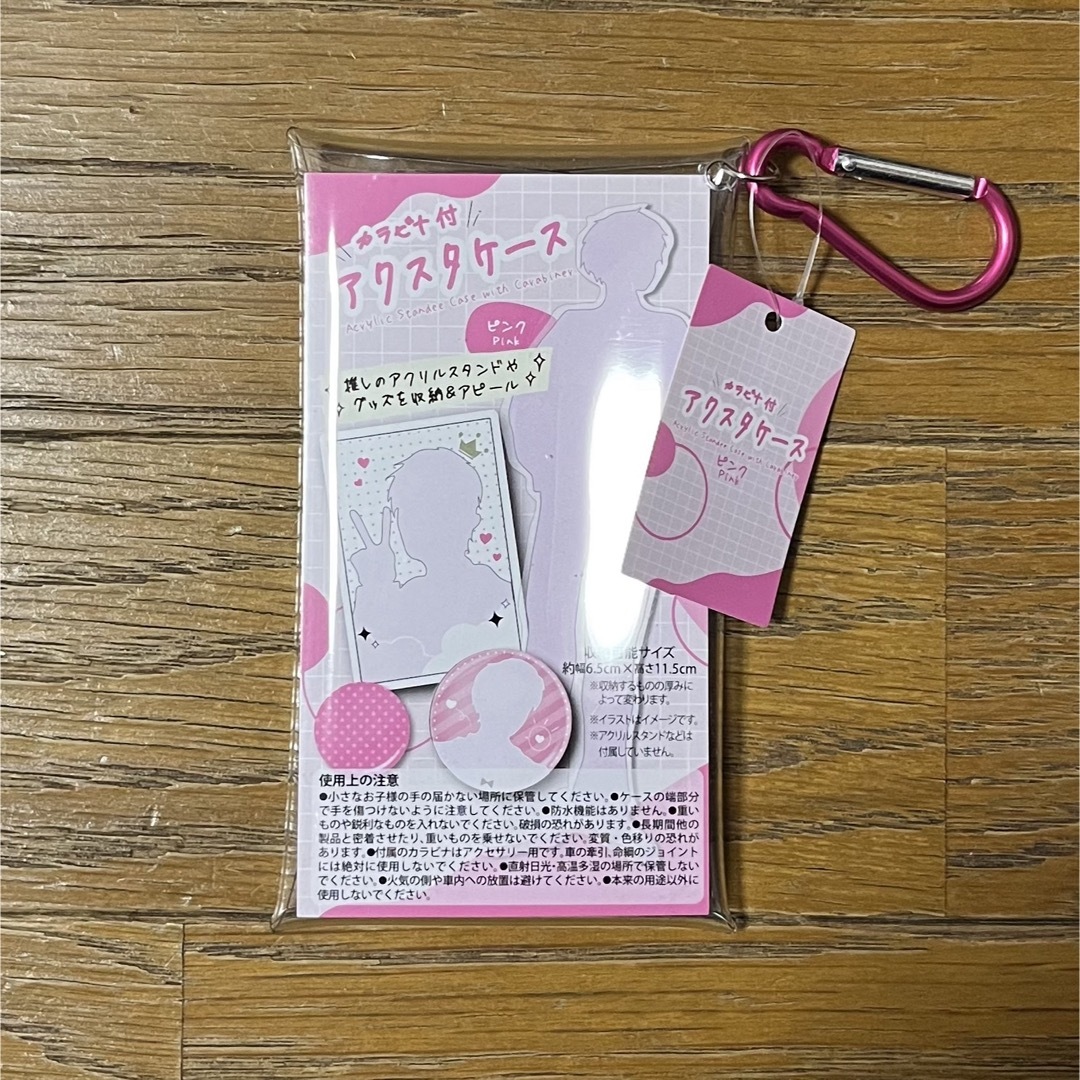 カラビナ付
アクスタケース
Acrylic Standee Case with Carabiner
ピンク
Pink
推しのアクリルスタンドや
グッズを収納&アピール
収 能サイズ
約幅6.5cm×高さ11.5cm
※収納するものの厚みに
よって変わります。
※イラストはイメージです。
※アクリルスタンドなどは
付属していません。
使用上の注意
●小さなお子様の手の届かない場所に保管してください。●ケースの端部分
で手を傷つけないように注意してください。●防水機能はありません。●重い
ものや鋭利なものを入れないでください。破損の恐れがあります。●長期間他の
製品と密着させたり、重いものを乗せないでください。変質・色移りの恐れが
あります。●付属のカラビナはアクセサリー用です。車の牽引、命綱のジョイント
には絶対に使用しないでください。●直射日光・高温多湿の場所で保管しない
でください。●火気の側や車内への放置は避けてください。●本来の用途以外に
使用しないでください。
カラビナ付
アクスタケース
Acrylic Standee Case with Carabiner
ピンク
Pink